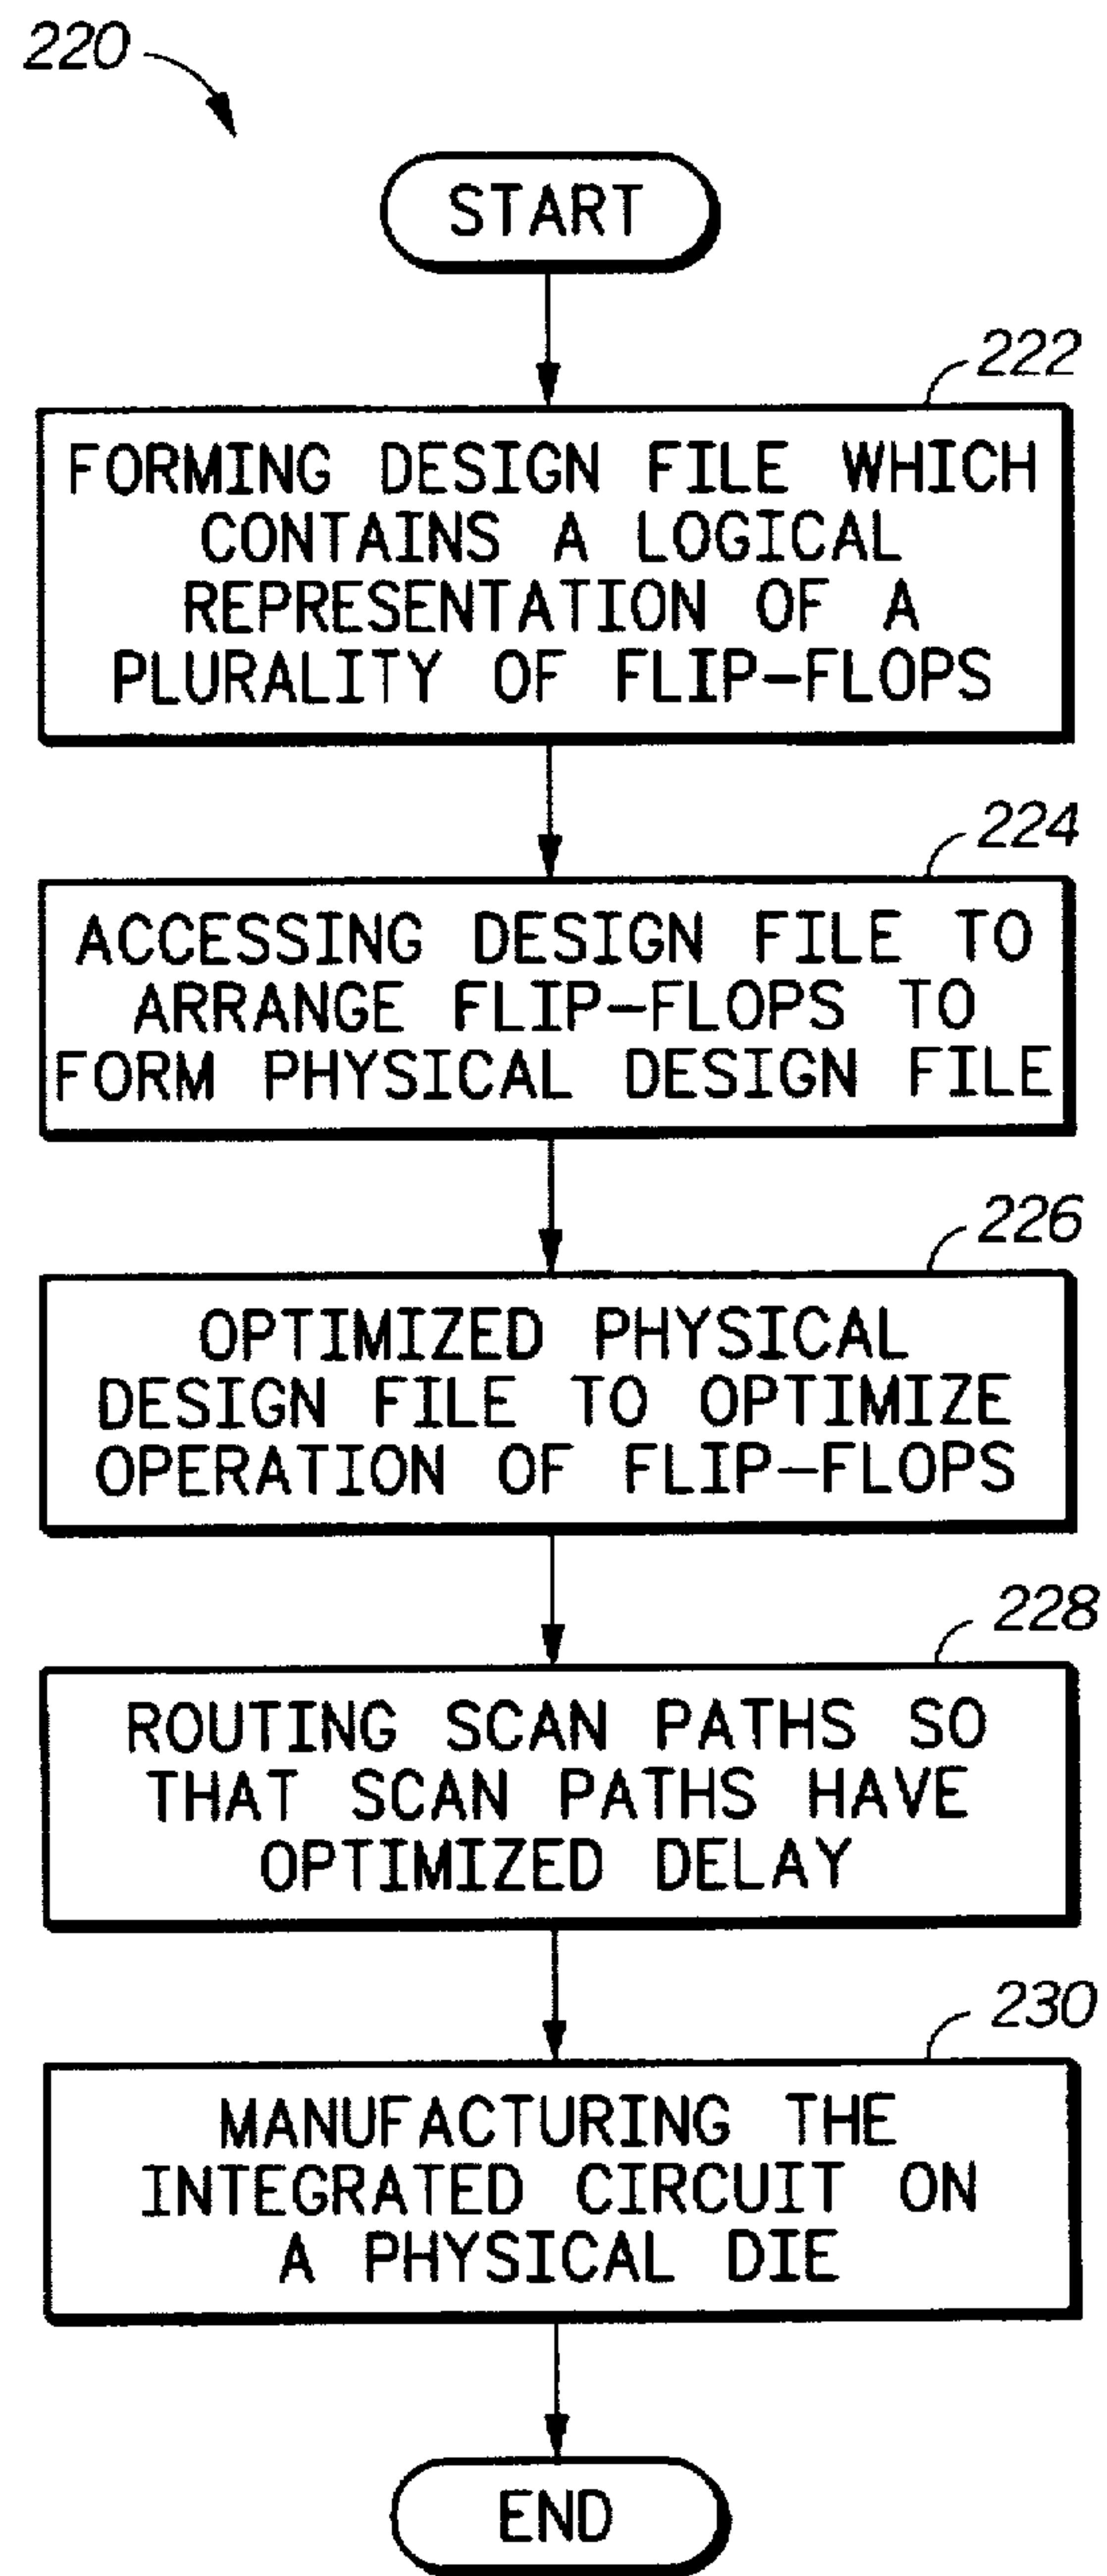 220
START
222
FORMING DESIGN FILE WHICH
CONTAINS A LOGICAL
REPRESENTATION OF A
PLURALITY OF FLIP-FLOPS
224
ACCESSING DESIGN FILE TO
ARRANGE FLIP-FLOPS TO
FORM PHYSICAL DESIGN FILE
226
OPTIMIZED PHYSICAL
DESIGN FILE TO OPTIMIZE
OPERATION OF FLIP-FLOPS
228
ROUTING SCAN PATHS SO
THAT SCAN PATHS HAVE
OPTIMIZED DELAY
230
MANUFACTURING THE
INTEGRATED CIRCUIT ON
A PHYSICAL DIE
END